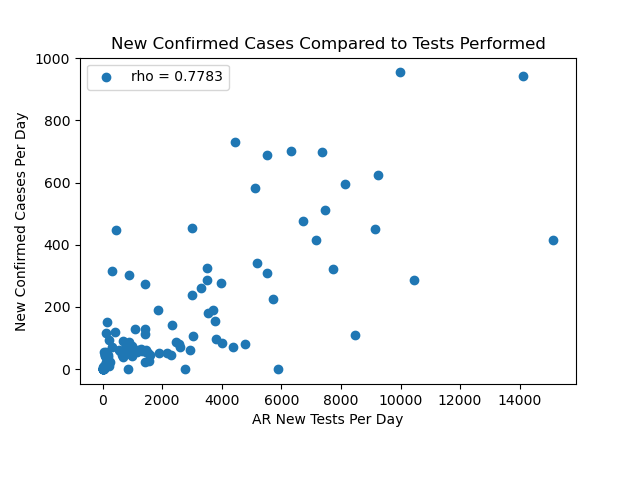 New Confirmed Cases Compared to Tests Performed
rho = 0.7783
New Confirmed Caeses Per Day
1000
800
600
400
200
0
0 2000 4000 6000 8000 10000 12000 14000
AR New Tests Per Day